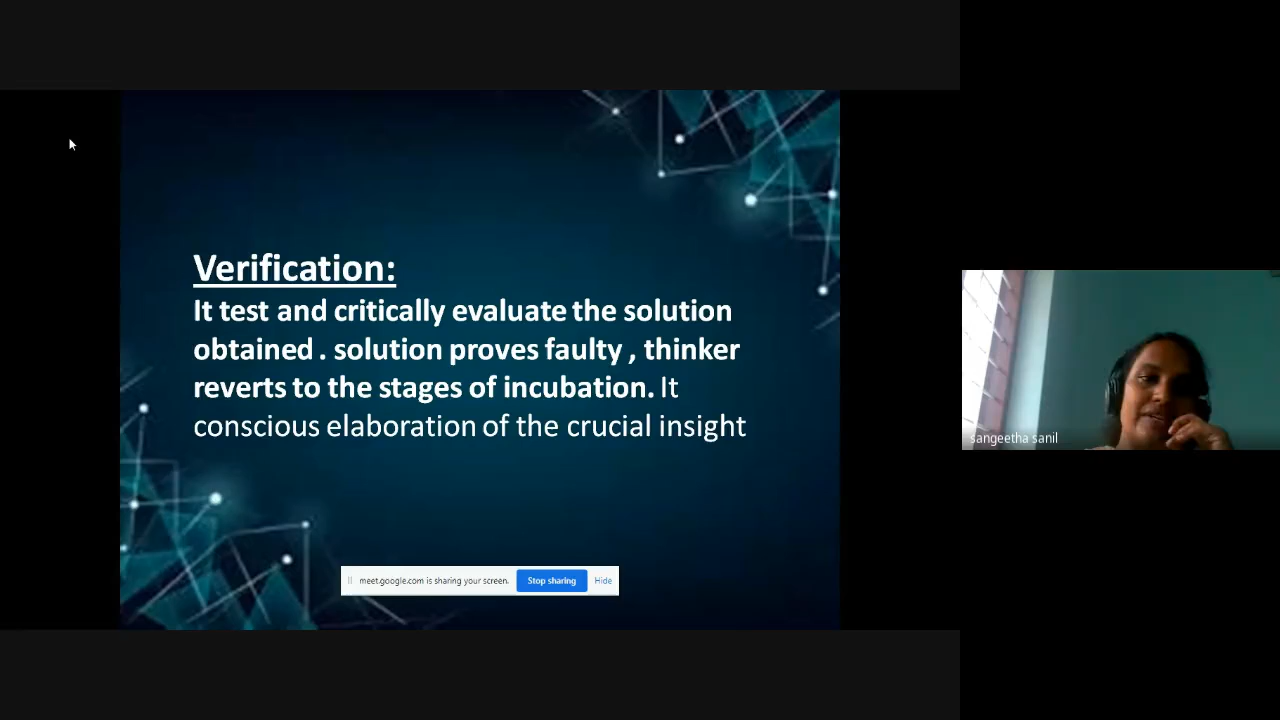 Verification:
It test and critically evaluate the solution
obtained . solution proves faulty , thinker
reverts to the stages of incubation. It
conscious elaboration of the crucial insight
sangeetha sanil
meet.google.com is sharing your screen. Stop sharing Hide